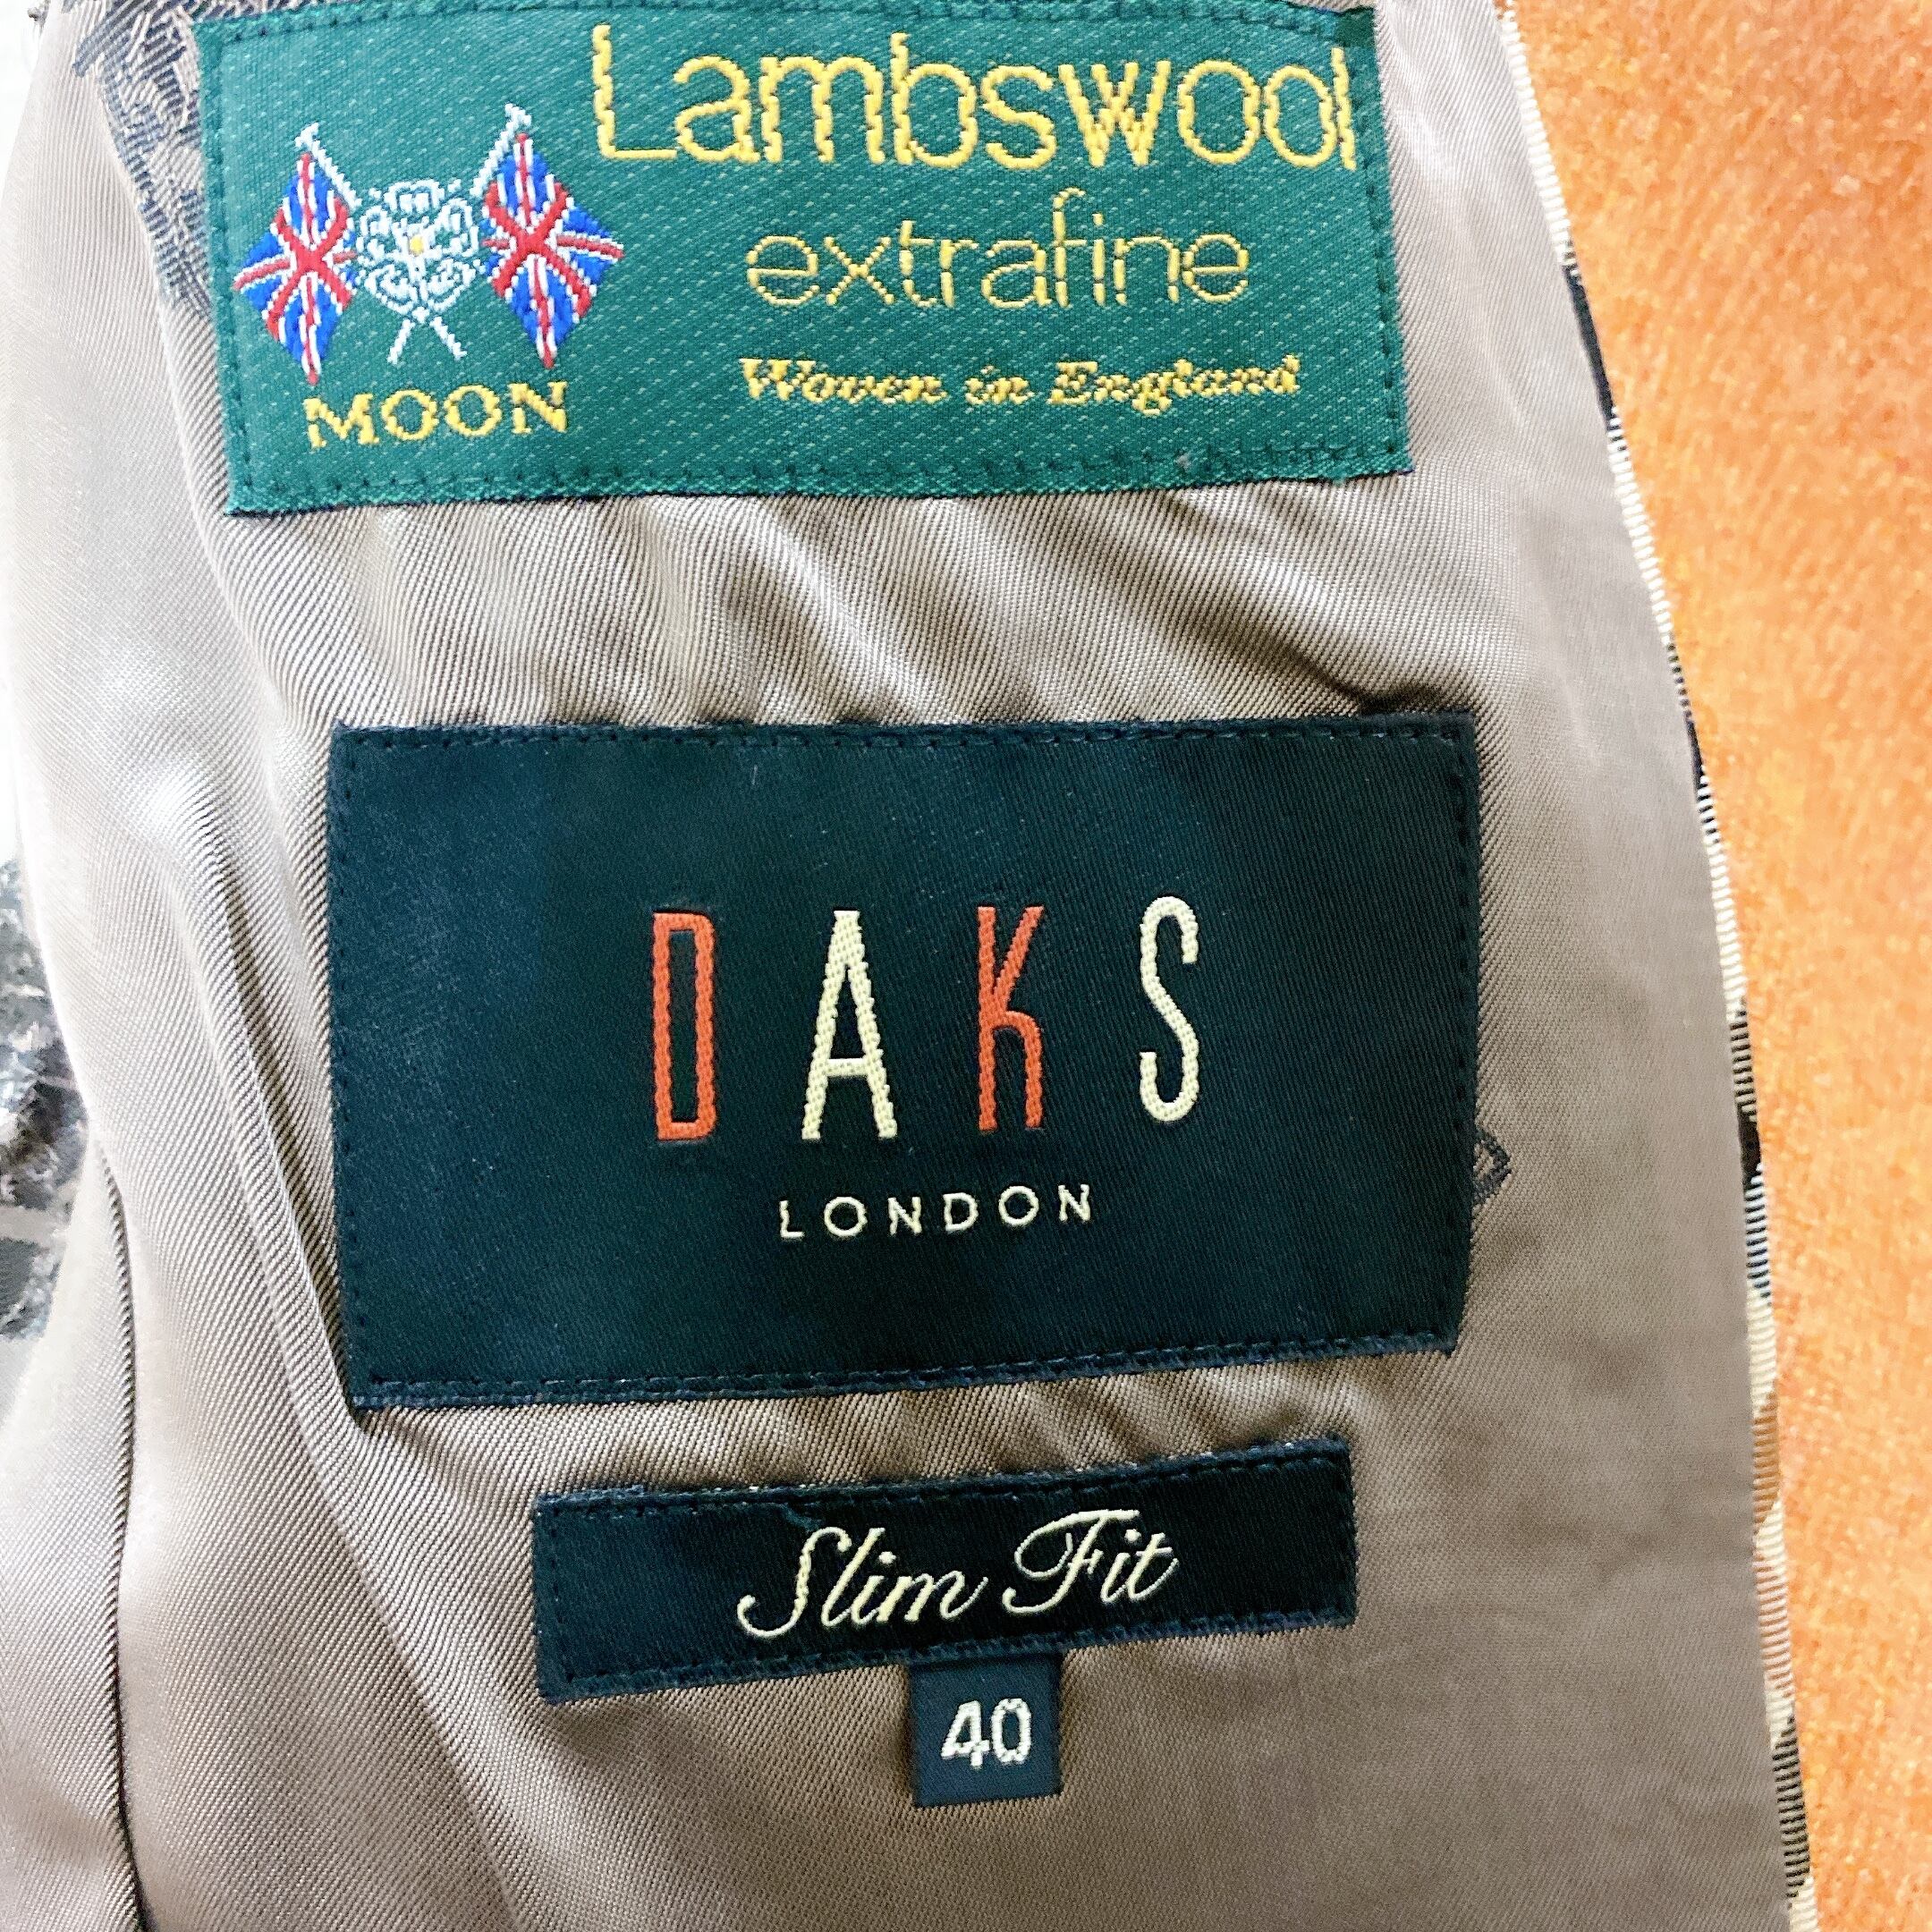 Lambswool
extrafine
Woven in England
MOON
DAKS
LONDON
Slim Fit
40